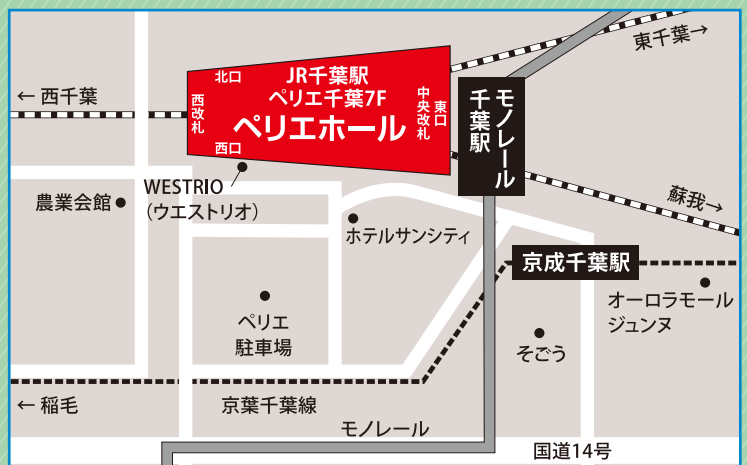 東千葉→
北口
JR千葉駅
ペリエ千葉7F
ペリエホール
← 西千葉
西改札
中央改札
東口
西口
モノレール
千葉駅
WESTRIO
（ウエストリオ）
農業会館
蘇我→
ホテルサンシティ
京成千葉駅
オーロラモール
ジュンヌ
ペリエ
駐車場
そごう
← 稲毛
京葉千葉線
モノレール
国道14号